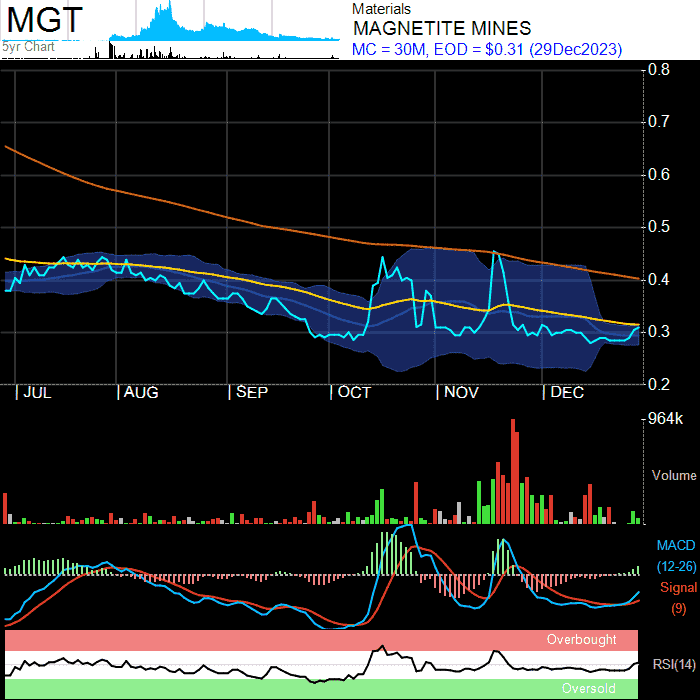 MGT
5yr Chart
Materials
MAGNETITE MINES
MC = 30M, EOD = $0.31 (29Dec2023)
0.8
0.7
0.6
0.5
0.4
0.3
0.2
JUL AUG SEP OCT NOV DEC
964k
Volume
MACD
(12-26)
Signal
(9)
Overbought
RSI(14)
Oversold